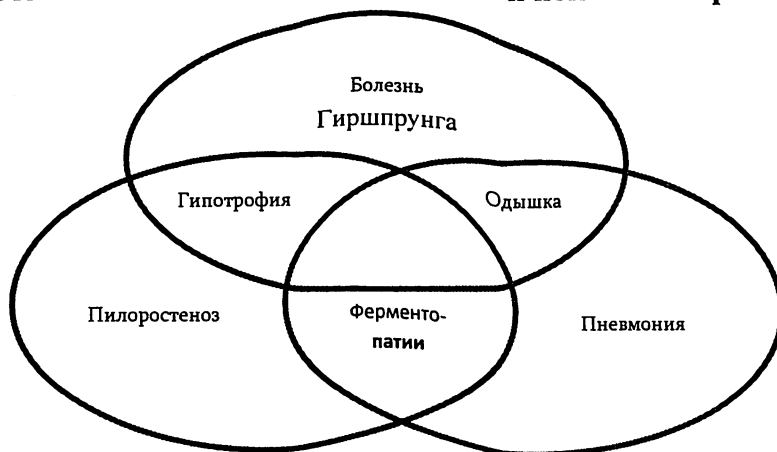 Болезнь
Гиршпрунга
Гипотрофия
Одышка
Пилоростеноз
Ферменто-
патии
Пневмония